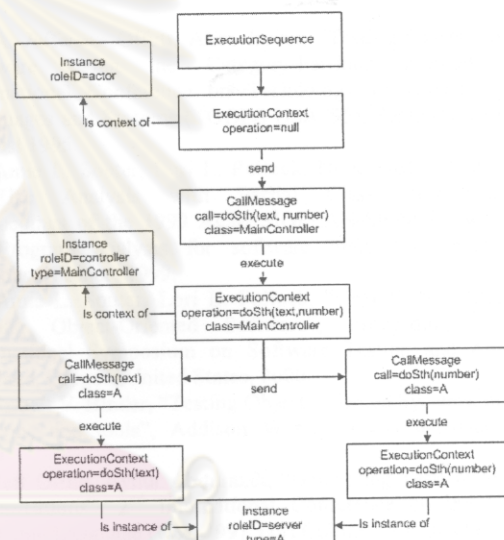 ExecutionSequence
Instance
roleID=actor
ExecutionContext
operation=null
Is context of
send
CallMessage
call=doSth(text, number)
class=MainController
Instance
roleID=controller
type=MainController
execute
ExecutionContext
operation=doSth(text,number)
class=MainController
Is context of
CallMessage
call=doSth(text)
class=A
send
CallMessage
call=doSth(number)
class=A
execute
execute
ExecutionContext
operation=doSth(text)
class=A
ExecutionContext
operation=doSth(number)
class=A
Instance
roleID=server
type=A
Is instance of
Is instance of